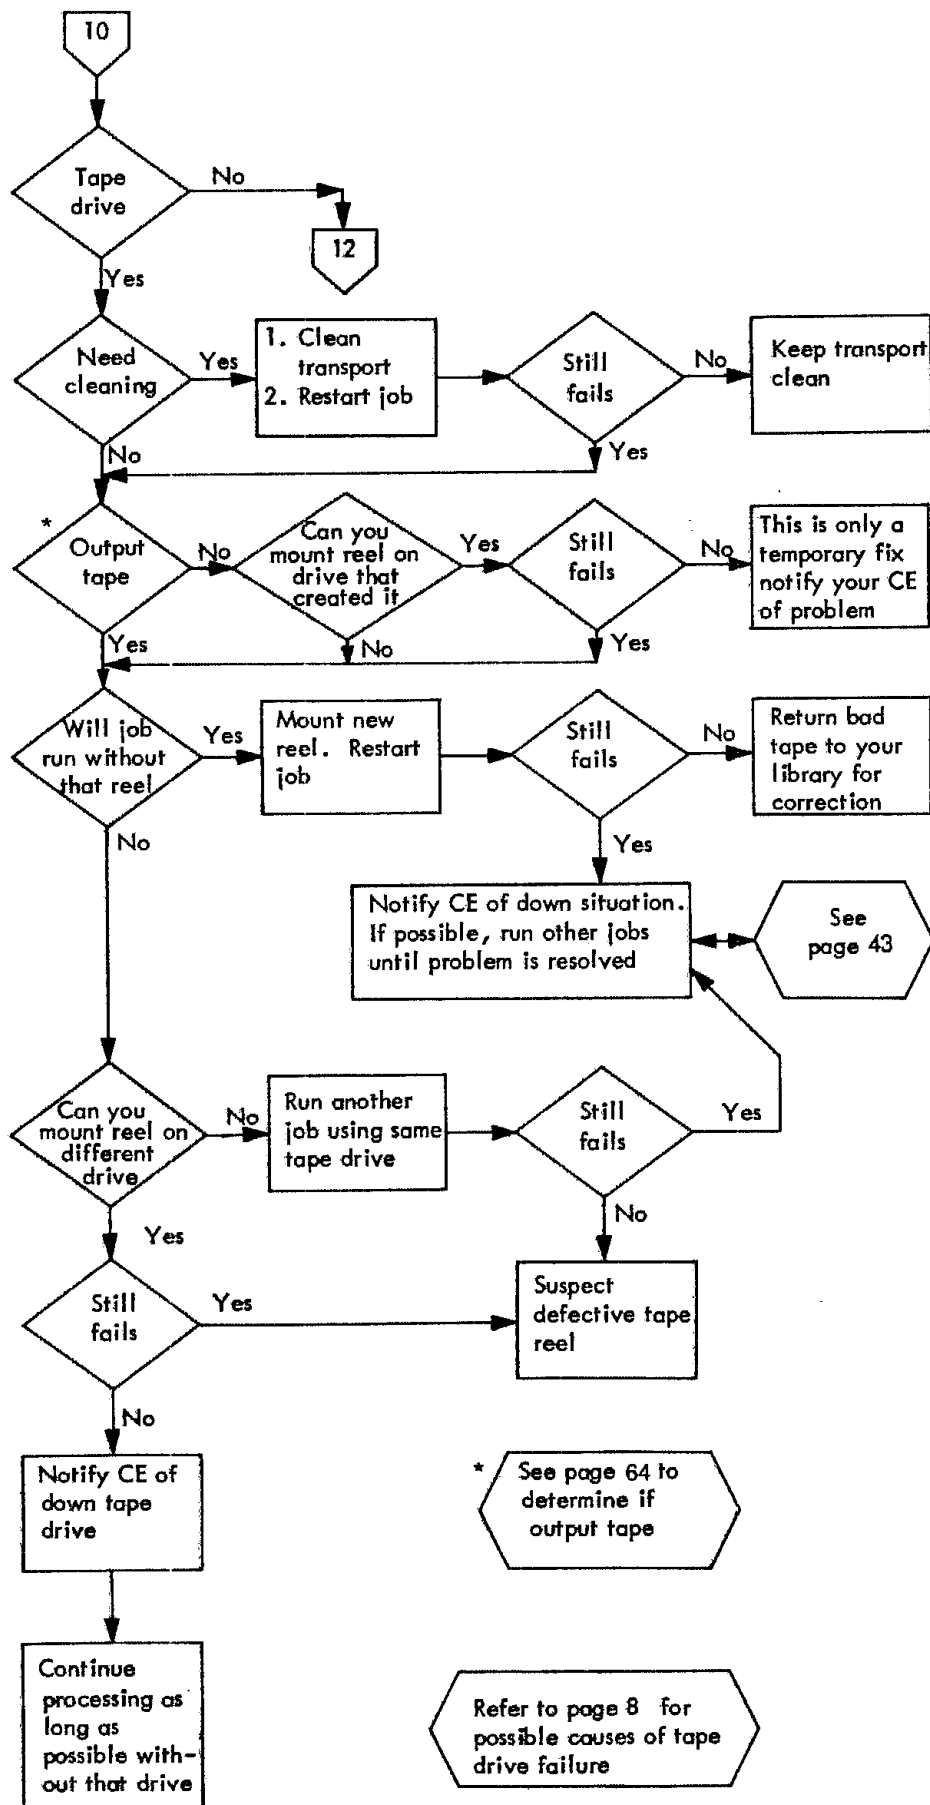 10
Tape
drive
No
12
Yes
Need
cleaning
Yes
1. Clean
transport
2. Restart job
Still
fails
No
Keep transport
clean
No
Yes
*
Output
tape
No
Can you
mount reel on
drive that
created it
Yes
Still
fails
No
This is only a
temporary fix
notify your CE
of problem
Yes
No
Yes
Will job
run without
that reel
Yes
Mount new
reel. Restart
job
Still
fails
No
Return bad
tape to your
library for
correction
No
Yes
Notify CE of down situation.
If possible, run other jobs
until problem is resolved
See
page 43
Can you
mount reel on
different
drive
No
Run another
job using same
tape drive
Still
fails
Yes
Yes
No
Still
fails
Yes
Suspect
defective tape
reel
No
Notify CE of
down tape
drive
* See page 64 to
determine if
output tape
Continue
processing as
long as
possible with-
out that drive
Refer to page 8 for
possible causes of tape
drive failure